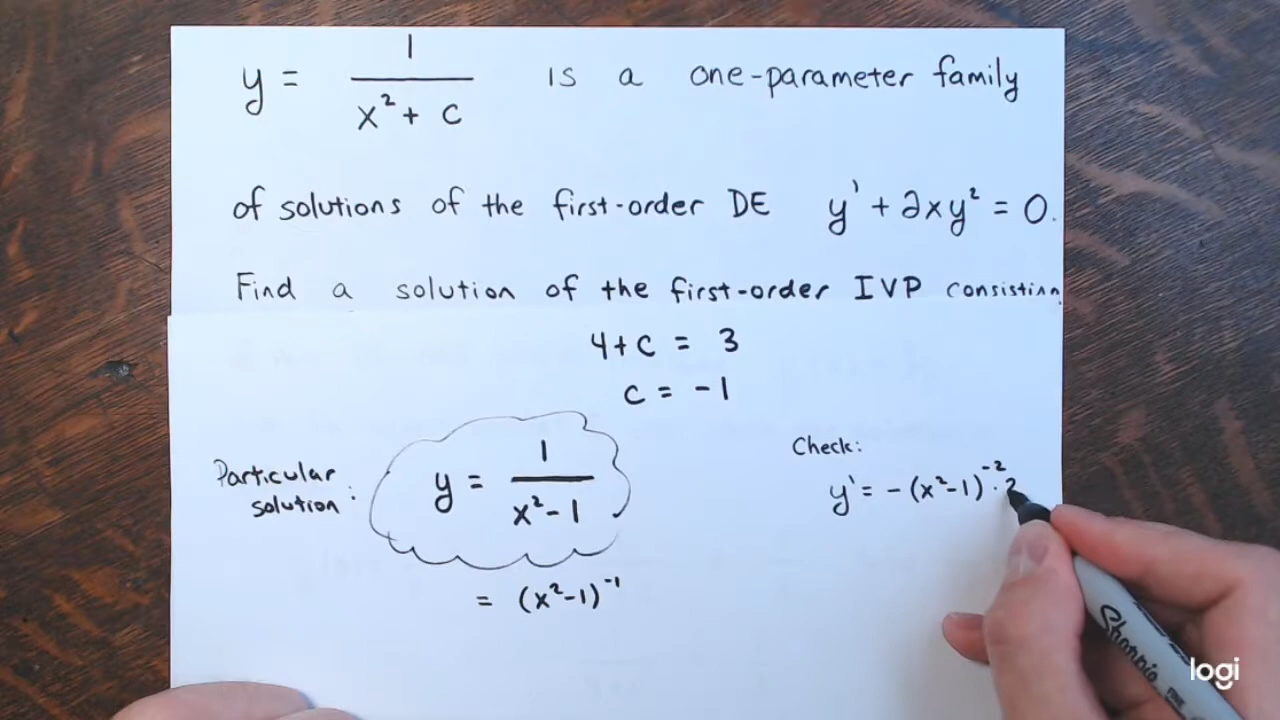 y = 1 / (x² + c) is a one-parameter family
of solutions of the first-order DE y' + 2xy² = 0.
Find a solution of the first-order IVP consistin
4 + c = 3
c = -1
Particular solution: y = 1 / (x² - 1)
= (x² - 1)⁻¹
Check:
y' = -(x² - 1)⁻² · 2
Sharpie
FINE
logi